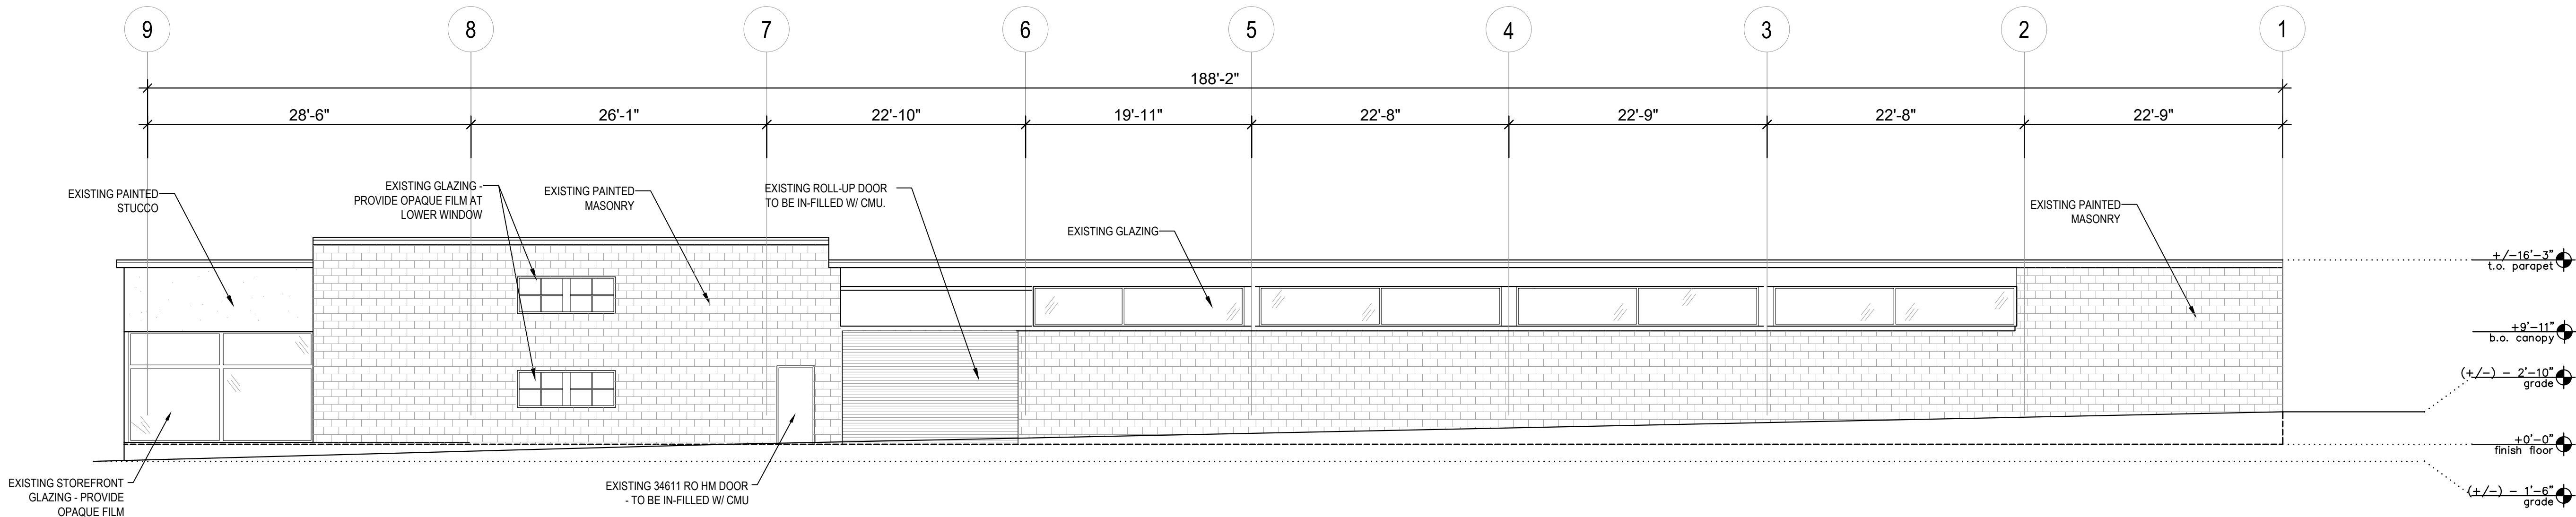 9
8
7
6
5
4
3
2
1
188'-2"
28'-6"
26'-1"
22'-10"
19'-11"
22'-8"
22'-9"
22'-8"
22'-9"
EXISTING PAINTED
STUCCO
EXISTING GLAZING -
PROVIDE OPAQUE FILM AT
LOWER WINDOW
EXISTING PAINTED
MASONRY
EXISTING ROLL-UP DOOR
TO BE IN-FILLED W/ CMU.
EXISTING GLAZING
EXISTING PAINTED
MASONRY
+/-16'-3"
t.o. parapet
+9'-11"
b.o. canopy
(+/-) - 2'-10"
grade
+0'-0"
finish floor
(+/-) - 1'-6"
grade
EXISTING STOREFRONT
GLAZING - PROVIDE
OPAQUE FILM
EXISTING 34611 RO HM DOOR
- TO BE IN-FILLED W/ CMU